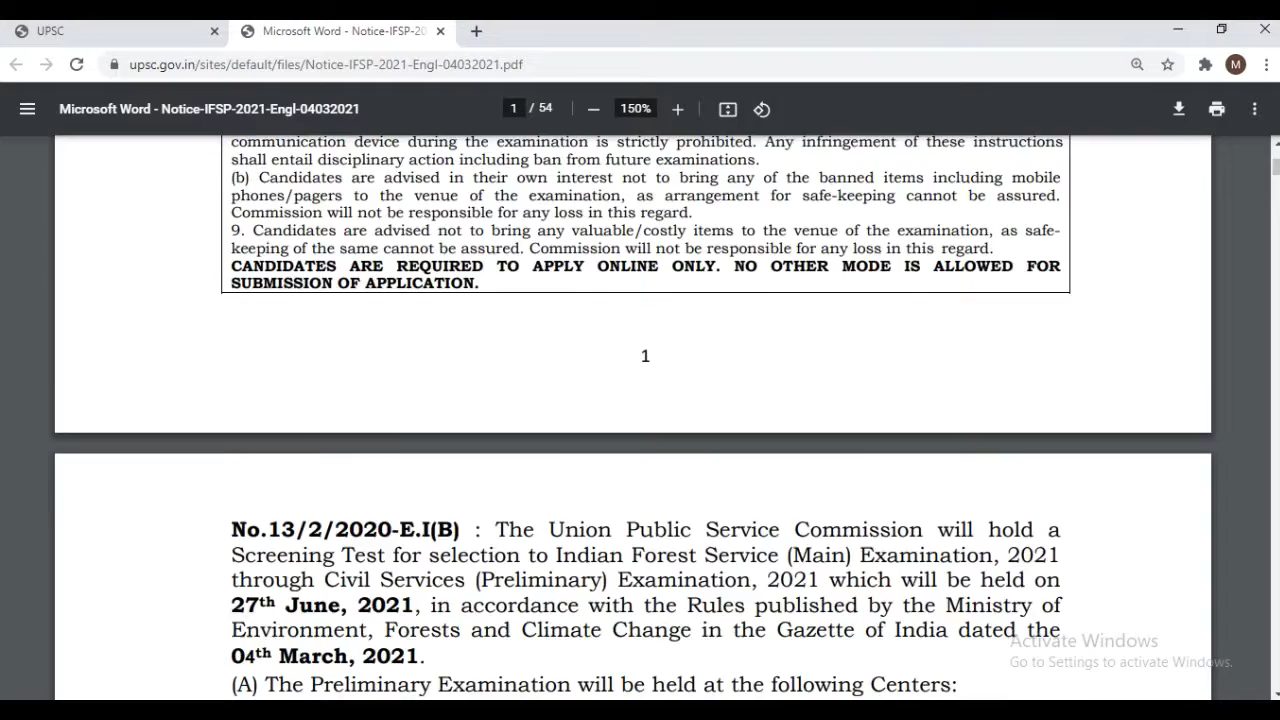 UPSC
Microsoft Word - Notice-IFSP-20
upsc.gov.in/sites/default/files/Notice-IFSP-2021-Engl-04032021.pdf
M
Microsoft Word - Notice-IFSP-2021-Engl-04032021
1 / 54
150%
communication device during the examination is strictly prohibited. Any infringement of these instructions
shall entail disciplinary action including ban from future examinations.
(b) Candidates are advised in their own interest not to bring any of the banned items including mobile
phones/pagers to the venue of the examination, as arrangement for safe-keeping cannot be assured.
Commission will not be responsible for any loss in this regard.
9. Candidates are advised not to bring any valuable/costly items to the venue of the examination, as safe-
keeping of the same cannot be assured. Commission will not be responsible for any loss in this regard.
CANDIDATES ARE REQUIRED TO APPLY ONLINE ONLY. NO OTHER MODE IS ALLOWED FOR
SUBMISSION OF APPLICATION.
1
No.13/2/2020-E.I(B) : The Union Public Service Commission will hold a
Screening Test for selection to Indian Forest Service (Main) Examination, 2021
through Civil Services (Preliminary) Examination, 2021 which will be held on
27th June, 2021, in accordance with the Rules published by the Ministry of
Environment, Forests and Climate Change in the Gazette of India dated the
04th March, 2021.
(A) The Preliminary Examination will be held at the following Centers:
Activate Windows
Go to Settings to activate Windows.